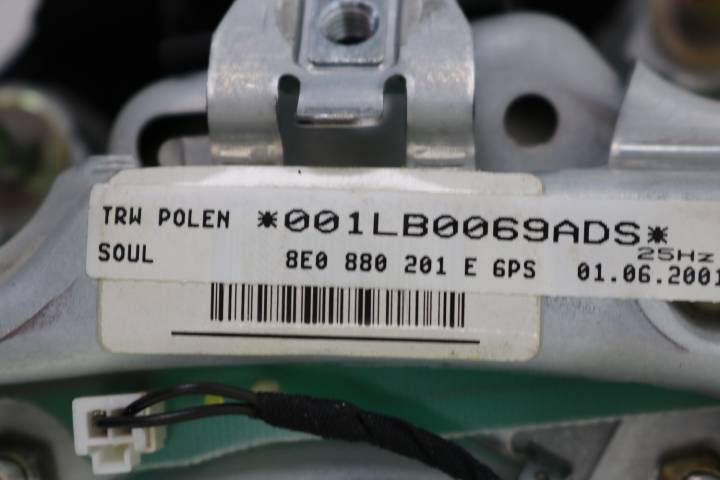 TRW POLEN *001LB0069ADS*
25Hz
SOUL 8E0 880 201 E 6PS 01.06.2001